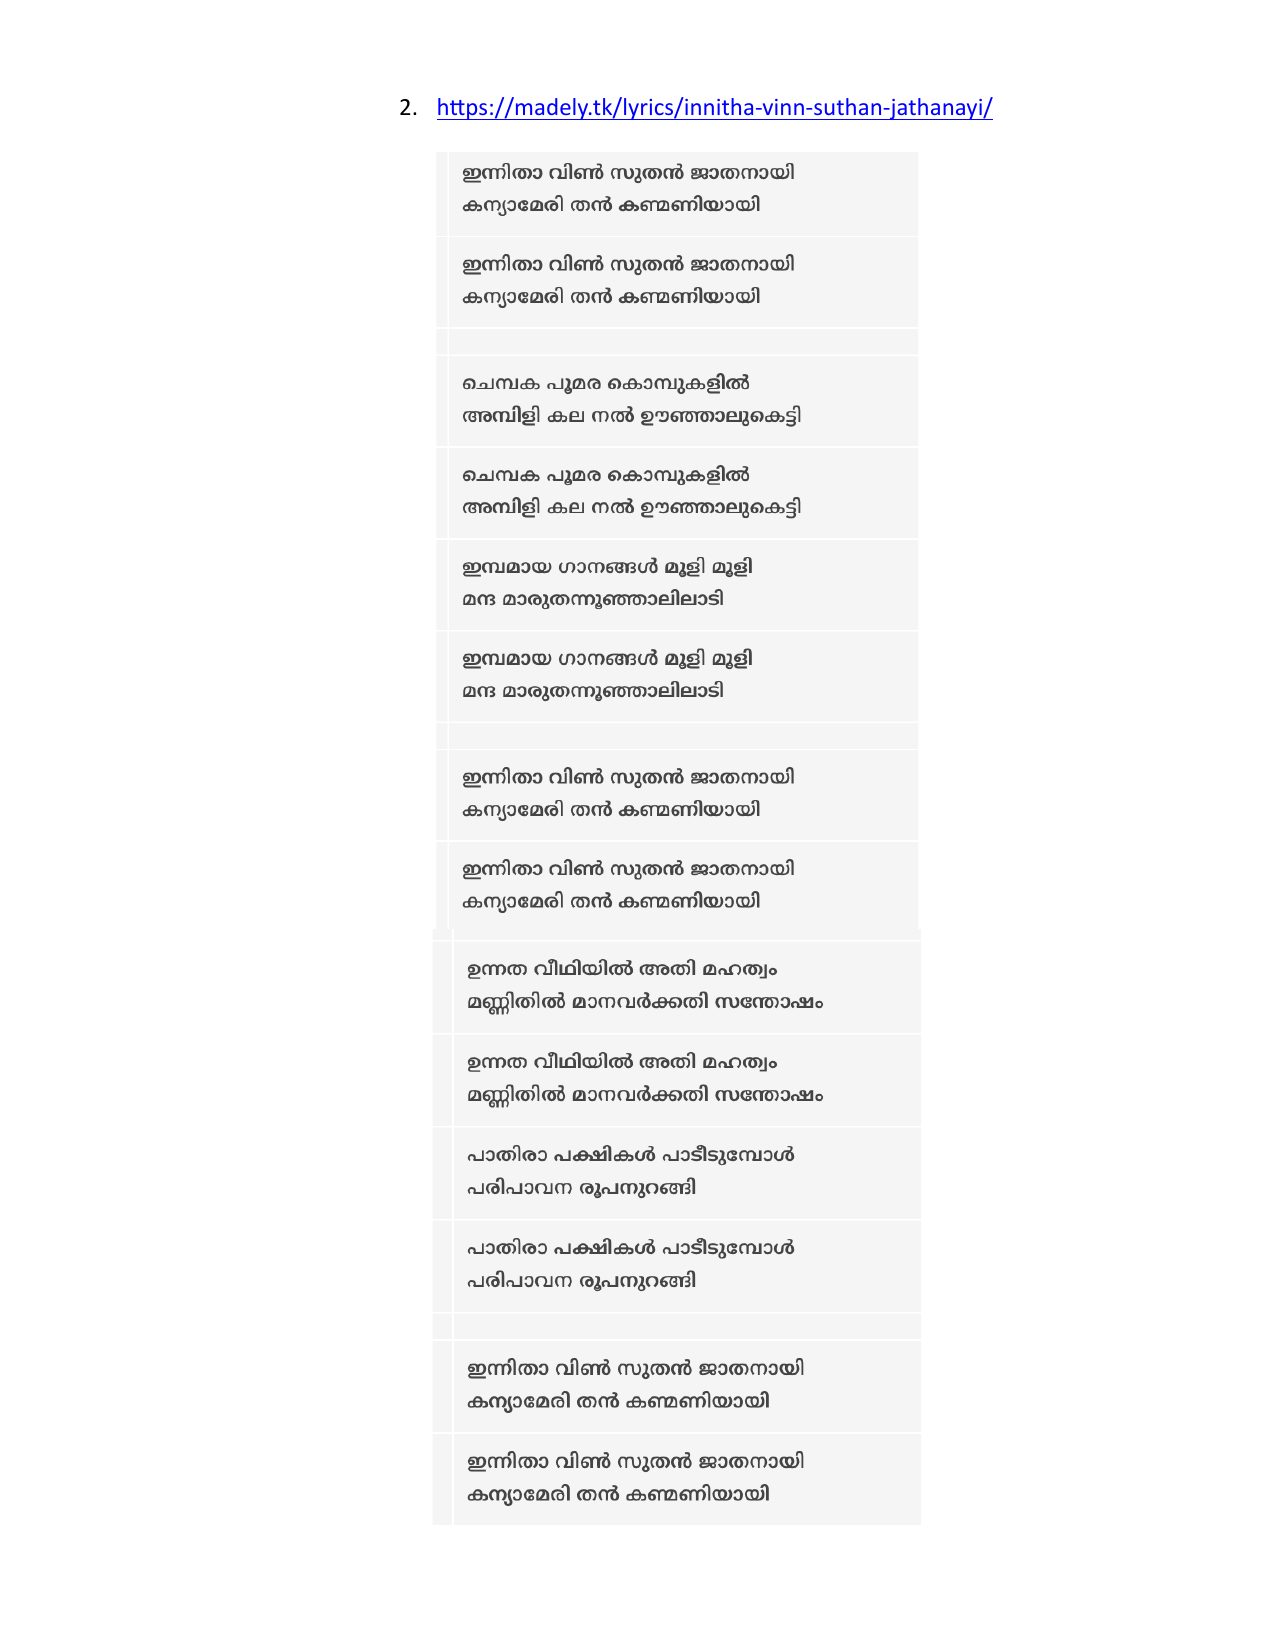 2. https://madely.tk/lyrics/innitha-vinn-suthan-jathanayi/
ഇന്നിതാ വിൺ സുതൻ ജാതനായി
കന്യാമേരി തൻ കണ്മണിയായി
ഇന്നിതാ വിൺ സുതൻ ജാതനായി
കന്യാമേരി തൻ കണ്മണിയായി
ചെമ്പക പൂമര കൊമ്പുകളിൽ
അമ്പിളി കല നൽ ഊഞ്ഞാലുകെട്ടി
ചെമ്പക പൂമര കൊമ്പുകളിൽ
അമ്പിളി കല നൽ ഊഞ്ഞാലുകെട്ടി
ഇമ്പമായ ഗാനങ്ങൾ മൂളി മൂളി
മന്ദ മാരുതന്നൂഞ്ഞാലിലാടി
ഇമ്പമായ ഗാനങ്ങൾ മൂളി മൂളി
മന്ദ മാരുതന്നൂഞ്ഞാലിലാടി
ഇന്നിതാ വിൺ സുതൻ ജാതനായി
കന്യാമേരി തൻ കണ്മണിയായി
ഇന്നിതാ വിൺ സുതൻ ജാതനായി
കന്യാമേരി തൻ കണ്മണിയായി
ഉന്നത വീഥിയിൽ അതി മഹത്വം
മണ്ണിതിൽ മാനവർക്കതി സന്തോഷം
ഉന്നത വീഥിയിൽ അതി മഹത്വം
മണ്ണിതിൽ മാനവർക്കതി സന്തോഷം
പാതിരാ പക്ഷികൾ പാടീടുമ്പോൾ
പരിപാവന രൂപനുറങ്ങി
പാതിരാ പക്ഷികൾ പാടീടുമ്പോൾ
പരിപാവന രൂപനുറങ്ങി
ഇന്നിതാ വിൺ സുതൻ ജാതനായി
കന്യാമേരി തൻ കണ്മണിയായി
ഇന്നിതാ വിൺ സുതൻ ജാതനായി
കന്യാമേരി തൻ കണ്മണിയായി